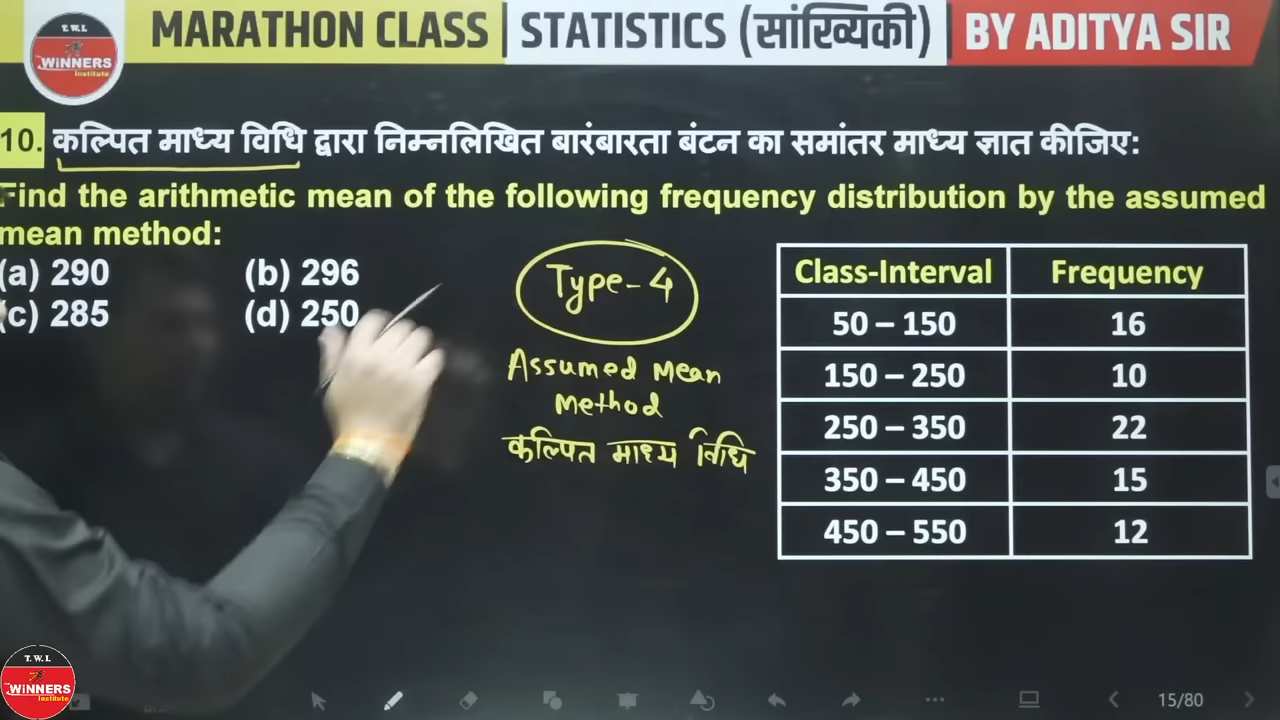 MARATHON CLASS STATISTICS (सांख्यिकी) BY ADITYA SIR
T.W.L
WiNNERS
Institute
10. कल्पित माध्य विधि द्वारा निम्नलिखित बारंबारता बंटन का समांतर माध्य ज्ञात कीजिए:
Find the arithmetic mean of the following frequency distribution by the assumed
mean method:
(a) 290 (b) 296
(c) 285 (d) 250
Type-4
Assumed Mean
Method
कल्पित माध्य विधि
Class-Interval Frequency
50 – 150 16
150 – 250 10
250 – 350 22
350 – 450 15
450 – 550 12
T.W.L
WiNNERS
Institute
15/80